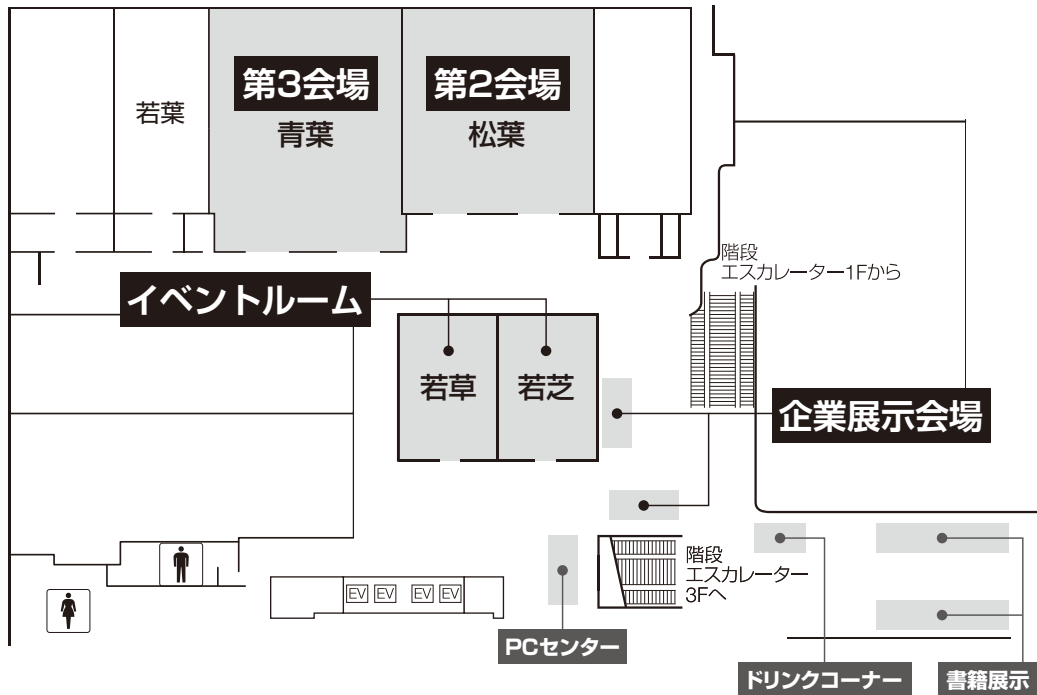 第3会場
第2会場
若葉
青葉
松葉
階段
エスカレーター1Fから
イベントルーム
若草
若芝
企業展示会場
階段
エスカレーター
3Fへ
EV
EV
EV
EV
PCセンター
ドリンクコーナー
書籍展示